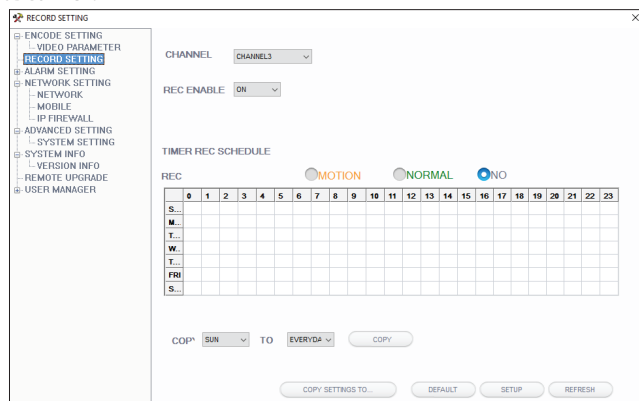 RECORD SETTING
ENCODE SETTING
VIDEO PARAMETER
RECORD SETTING
ALARM SETTING
NETWORK SETTING
NETWORK
MOBILE
IP FIREWALL
ADVANCED SETTING
SYSTEM SETTING
SYSTEM INFO
VERSION INFO
REMOTE UPGRADE
USER MANAGER
CHANNEL CHANNEL3
REC ENABLE ON
TIMER REC SCHEDULE
REC MOTION NORMAL NO
0 1 2 3 4 5 6 7 8 9 10 11 12 13 14 15 16 17 18 19 20 21 22 23
S...
M...
T...
W...
T...
FRI
S...
COPY SUN TO EVERYDA COPY
COPY SETTINGS TO... DEFAULT SETUP REFRESH